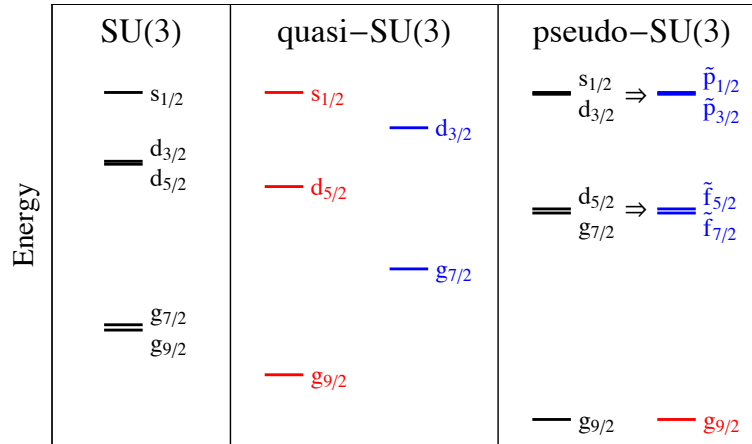 SU(3)
s1/2
d3/2
d5/2
g7/2
g9/2
quasi−SU(3)
s1/2
d3/2
d5/2
g7/2
g9/2
pseudo−SU(3)
s1/2 ⇒ p̃1/2
d3/2 p̃3/2
d5/2 ⇒ f̃5/2
g7/2 f̃7/2
g9/2 g9/2
Energy